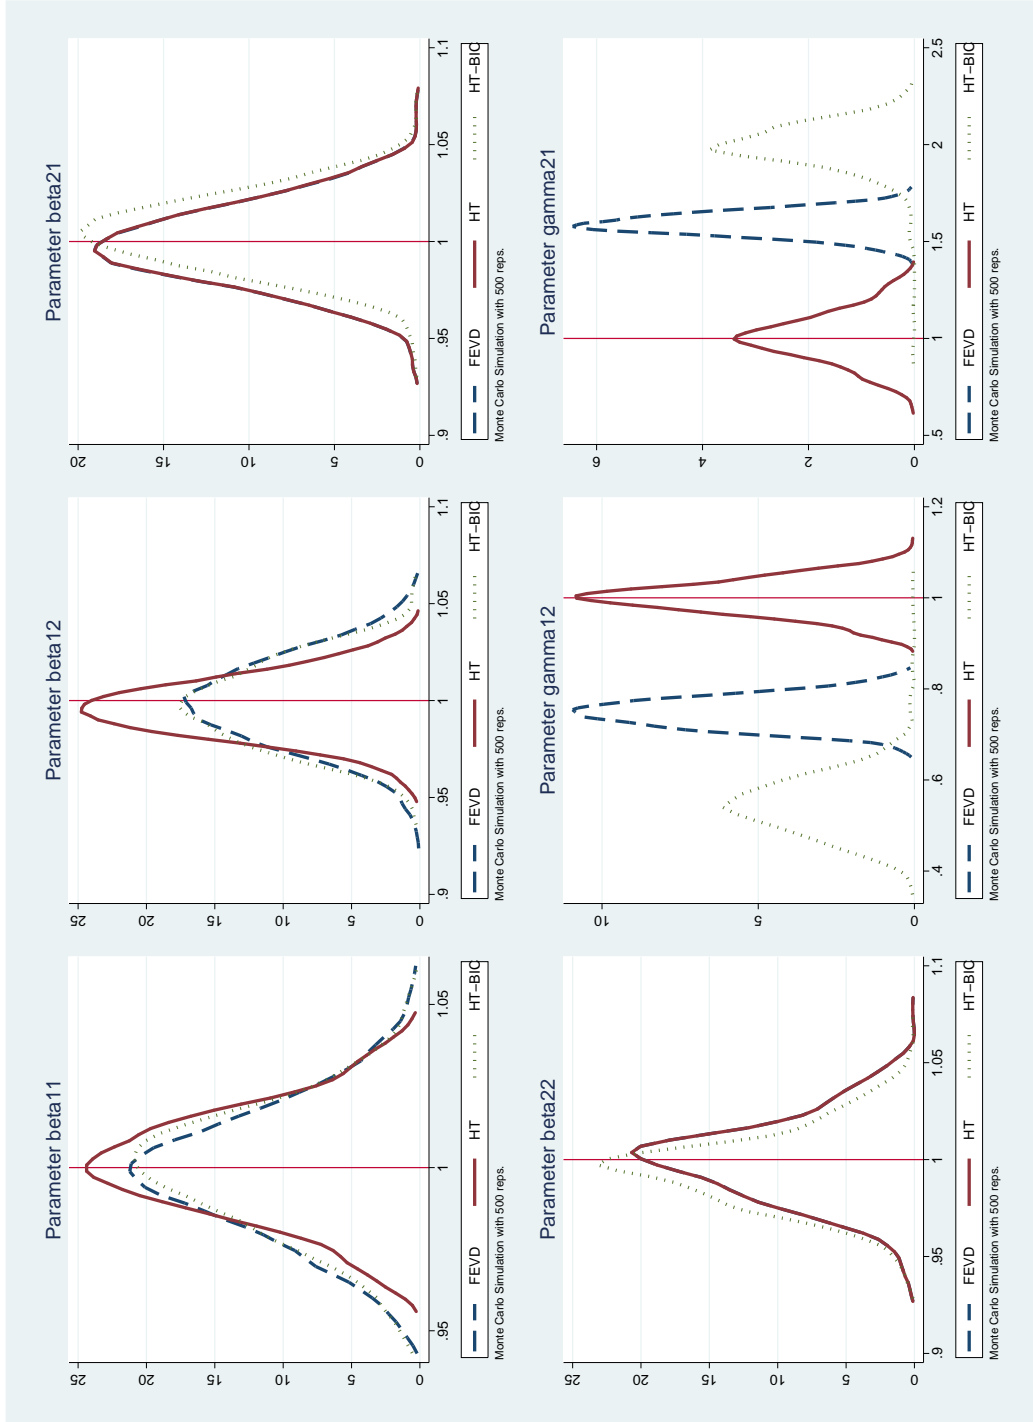 Parameter beta11
25
20
15
10
5
0
.95 1 1.05
FEVD HT HT-BIC
Monte Carlo Simulation with 500 reps.
Parameter beta12
25
20
15
10
5
0
.9 .95 1 1.05 1.1
FEVD HT HT-BIC
Monte Carlo Simulation with 500 reps.
Parameter beta21
20
15
10
5
0
.9 .95 1 1.05 1.1
FEVD HT HT-BIC
Monte Carlo Simulation with 500 reps.
Parameter beta22
25
20
15
10
5
0
.9 .95 1 1.05 1.1
FEVD HT HT-BIC
Monte Carlo Simulation with 500 reps.
Parameter gamma12
10
5
0
.4 .6 .8 1 1.2
FEVD HT HT-BIC
Monte Carlo Simulation with 500 reps.
Parameter gamma21
6
4
2
0
.5 1 1.5 2 2.5
FEVD HT HT-BIC
Monte Carlo Simulation with 500 reps.